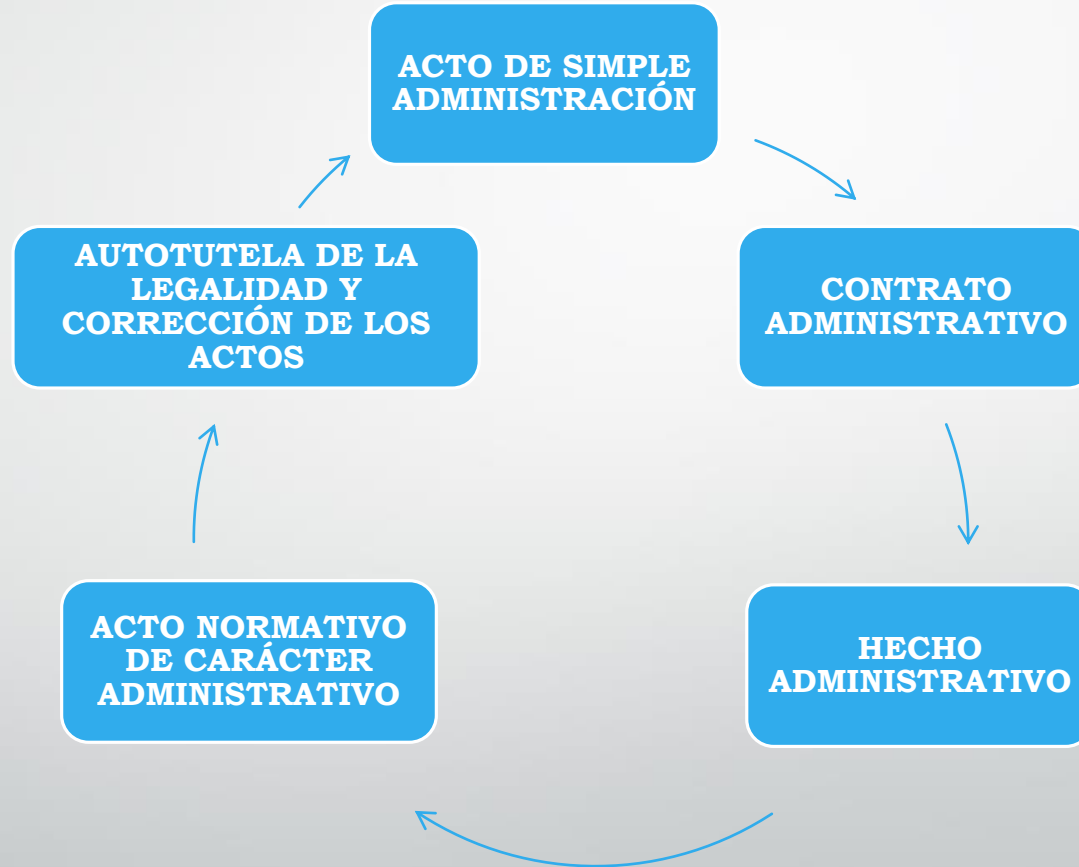 ACTO DE SIMPLE
ADMINISTRACIÓN
CONTRATO
ADMINISTRATIVO
HECHO
ADMINISTRATIVO
ACTO NORMATIVO
DE CARÁCTER
ADMINISTRATIVO
AUTOTUTELA DE LA
LEGALIDAD Y
CORRECCIÓN DE LOS
ACTOS